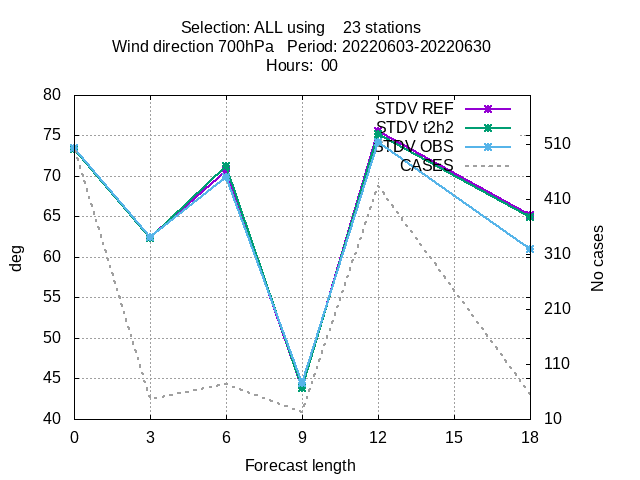 Selection: ALL using    23 stations
Wind direction 700hPa   Period: 20220603-20220630
Hours:  00
STDV REF
STDV t2h2
STDV OBS
CASES
80
75
70
65
60
55
50
45
40
deg
510
410
310
210
110
10
No cases
0 3 6 9 12 15 18
Forecast length